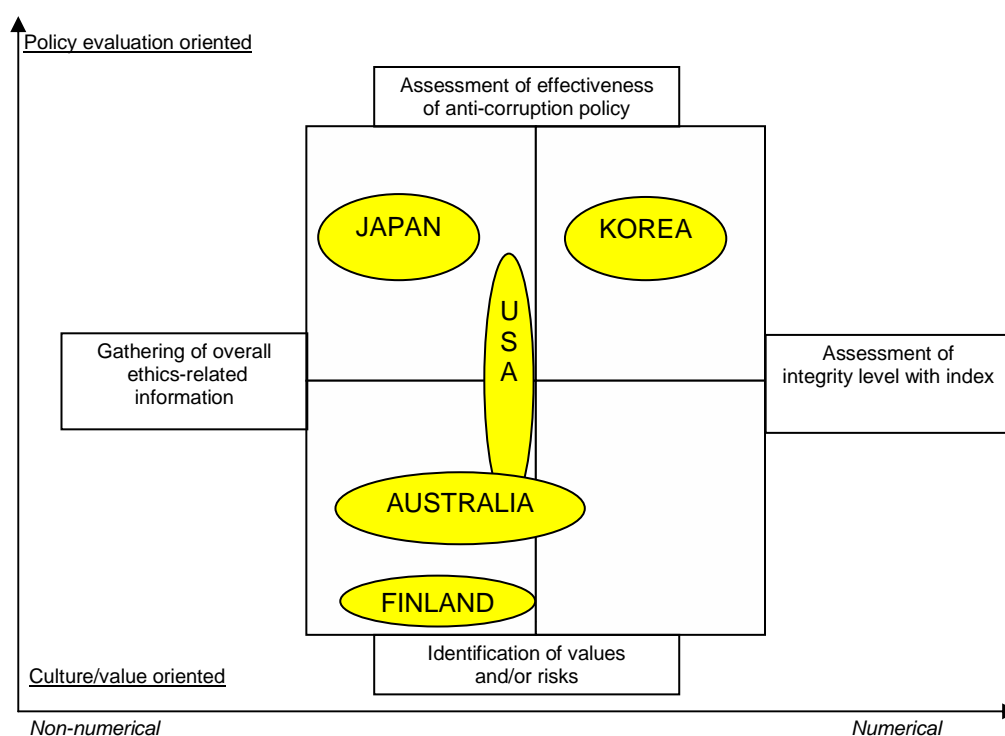 Policy evaluation oriented
Assessment of effectiveness
of anti-corruption policy
JAPAN
KOREA
U
S
A
Gathering of overall
ethics-related
information
Assessment of
integrity level with index
AUSTRALIA
FINLAND
Identification of values
and/or risks
Culture/value oriented
Non-numerical
Numerical